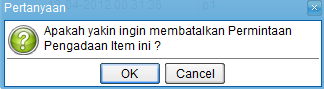 Pertanyaan
Apakah yakin ingin membatalkan Permintaan
Pengadaan Item ini ?
OK Cancel